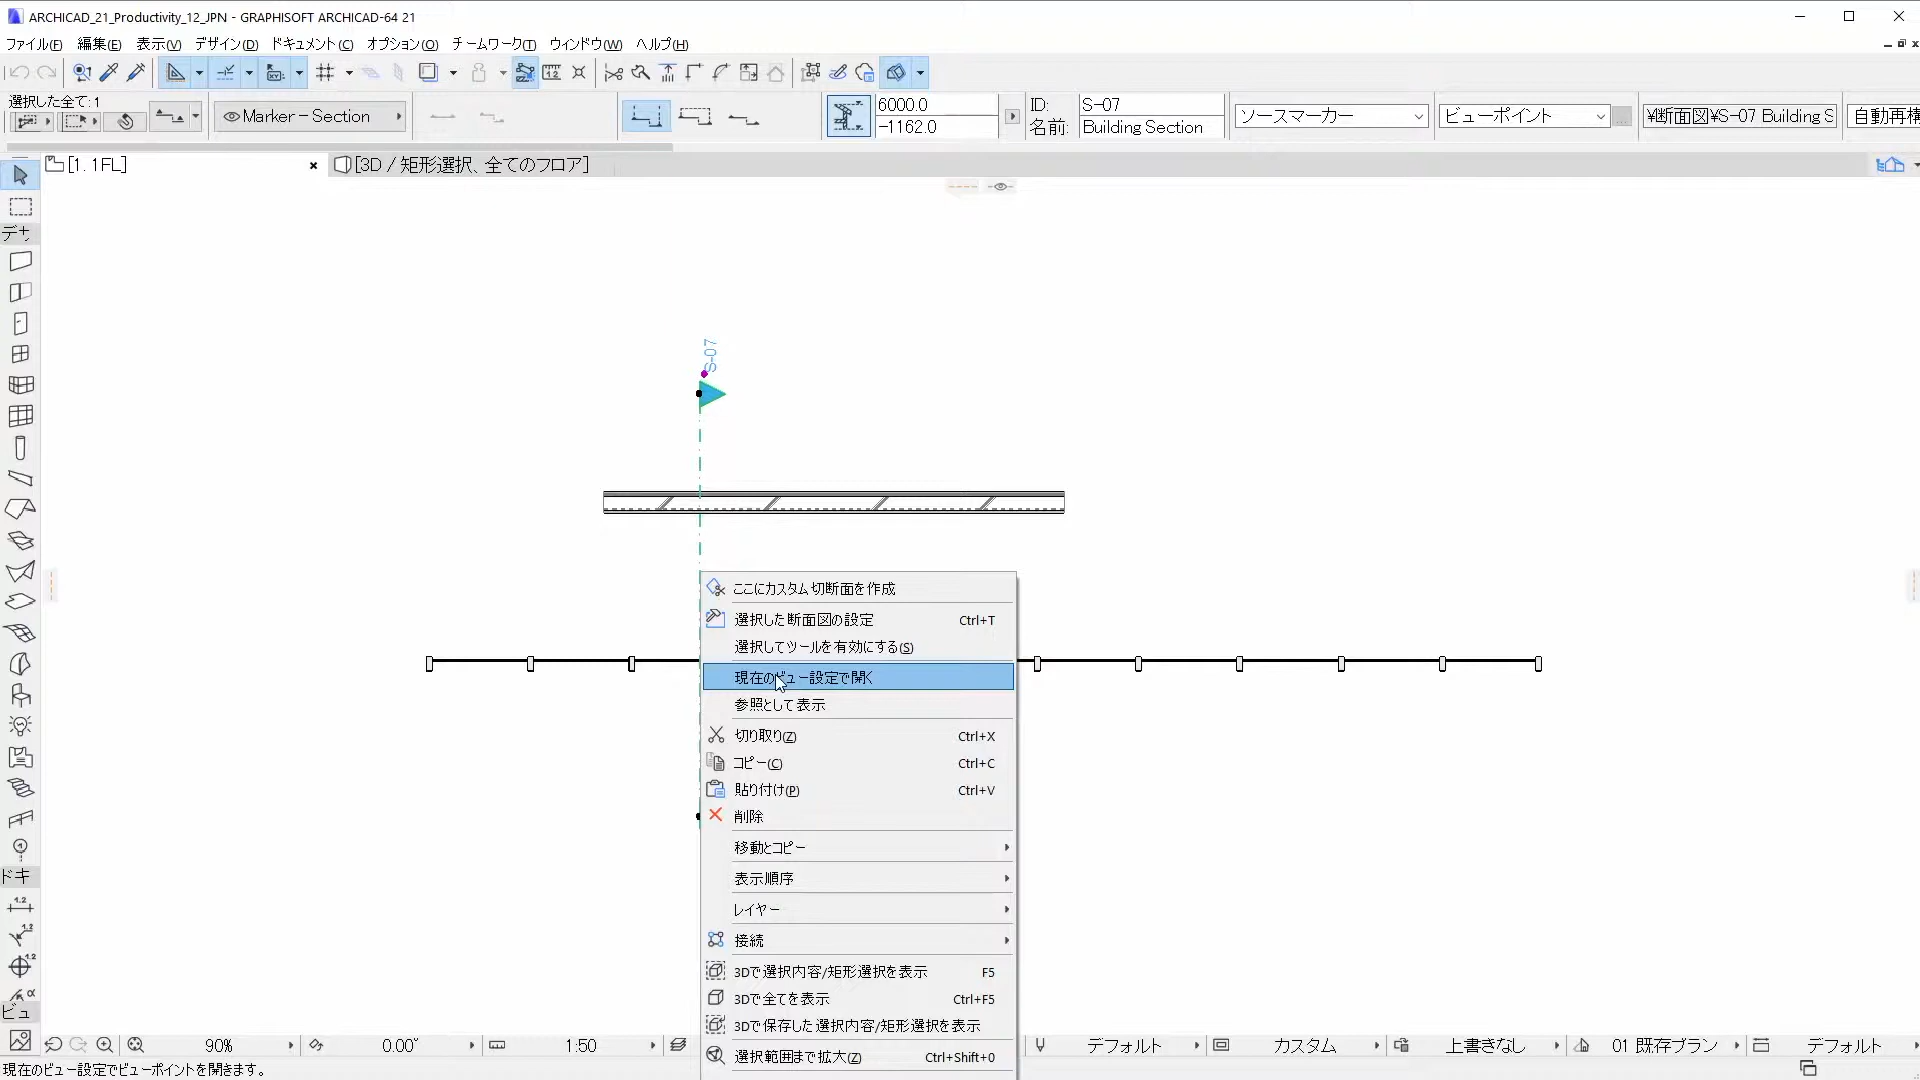 ARCHICAD_21_Productivity_12_JPN - GRAPHISOFT ARCHICAD-64 21
ファイル(F) 編集(E) 表示(V) デザイン(D) ドキュメント(C) オプション(O) チームワーク(T) ウィンドウ(W) ヘルプ(H)
選択した全て: 1
Marker - Section
6000.0
-1162.0
ID: S-07
名前: Building Section
ソースマーカー
ビューポイント
¥断面図¥S-07 Building S
自動再構
[1. 1FL]
[3D / 矩形選択、全てのフロア]
デサ
S-07
ここにカスタム切断面を作成
選択した断面図の設定 Ctrl+T
選択してツールを有効にする(S)
現在のビュー設定で開く
参照として表示
切り取り(Z) Ctrl+X
コピー(C) Ctrl+C
貼り付け(P) Ctrl+V
削除
移動とコピー
表示順序
レイヤー
接続
3Dで選択内容/矩形選択を表示 F5
3Dで全てを表示 Ctrl+F5
3Dで保存した選択内容/矩形選択を表示
選択範囲まで拡大(Z) Ctrl+Shift+0
ドキ
ビュ
90% 0.00° 1:50 デフォルト カスタム 上書きなし 01 既存プラン デフォルト
現在のビュー設定でビューポイントを開きます。